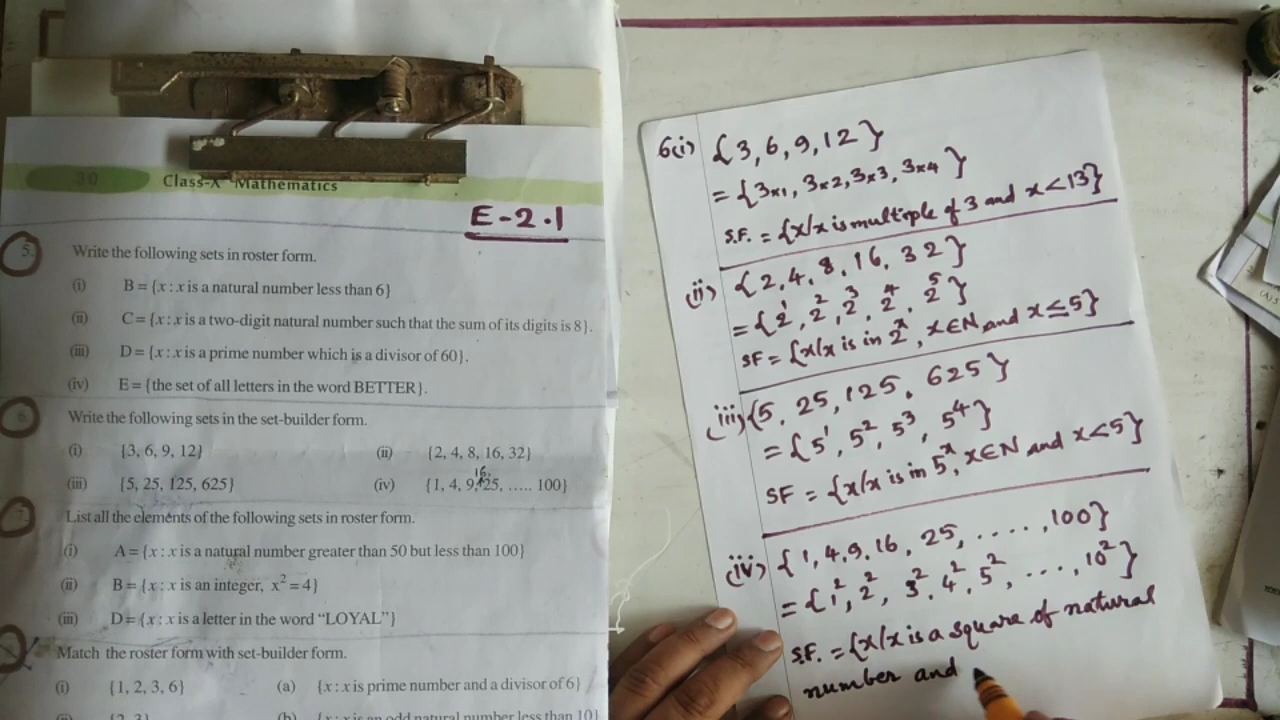 30 Class-X Mathematics
E-2.1
5. Write the following sets in roster form.
(i) B = {x : x is a natural number less than 6}
(ii) C = {x : x is a two-digit natural number such that the sum of its digits is 8}.
(iii) D = {x : x is a prime number which is a divisor of 60}.
(iv) E = {the set of all letters in the word BETTER}.
6. Write the following sets in the set-builder form.
(i) {3, 6, 9, 12} (ii) {2, 4, 8, 16, 32}
16,
(iii) {5, 25, 125, 625} (iv) {1, 4, 9, 25, ..... 100}
7. List all the elements of the following sets in roster form.
(i) A = {x : x is a natural number greater than 50 but less than 100}
(ii) B = {x : x is an integer, x² = 4}
(iii) D = {x : x is a letter in the word “LOYAL”}
Match the roster form with set-builder form.
(i) {1, 2, 3, 6} (a) {x : x is prime number and a divisor of 6}
(ii) {2, 3} (b) {x : x is an odd natural number less than 10}
6(i) {3, 6, 9, 12}
= {3×1, 3×2, 3×3, 3×4}
S.F. = {x/x is multiple of 3 and x<13}
(ii) {2, 4, 8, 16, 32}
= {2¹, 2², 2³, 2⁴, 2⁵}
SF = {x/x is in 2ˣ, x∈N and x≤5}
(iii) {5, 25, 125, 625}
= {5¹, 5², 5³, 5⁴}
SF = {x/x is in 5ˣ, x∈N and x<5}
(iv) {1, 4, 9, 16, 25, ....., 100}
= {1², 2², 3², 4², 5², ...., 10²}
S.F. = {x/x is a square of natural
number and